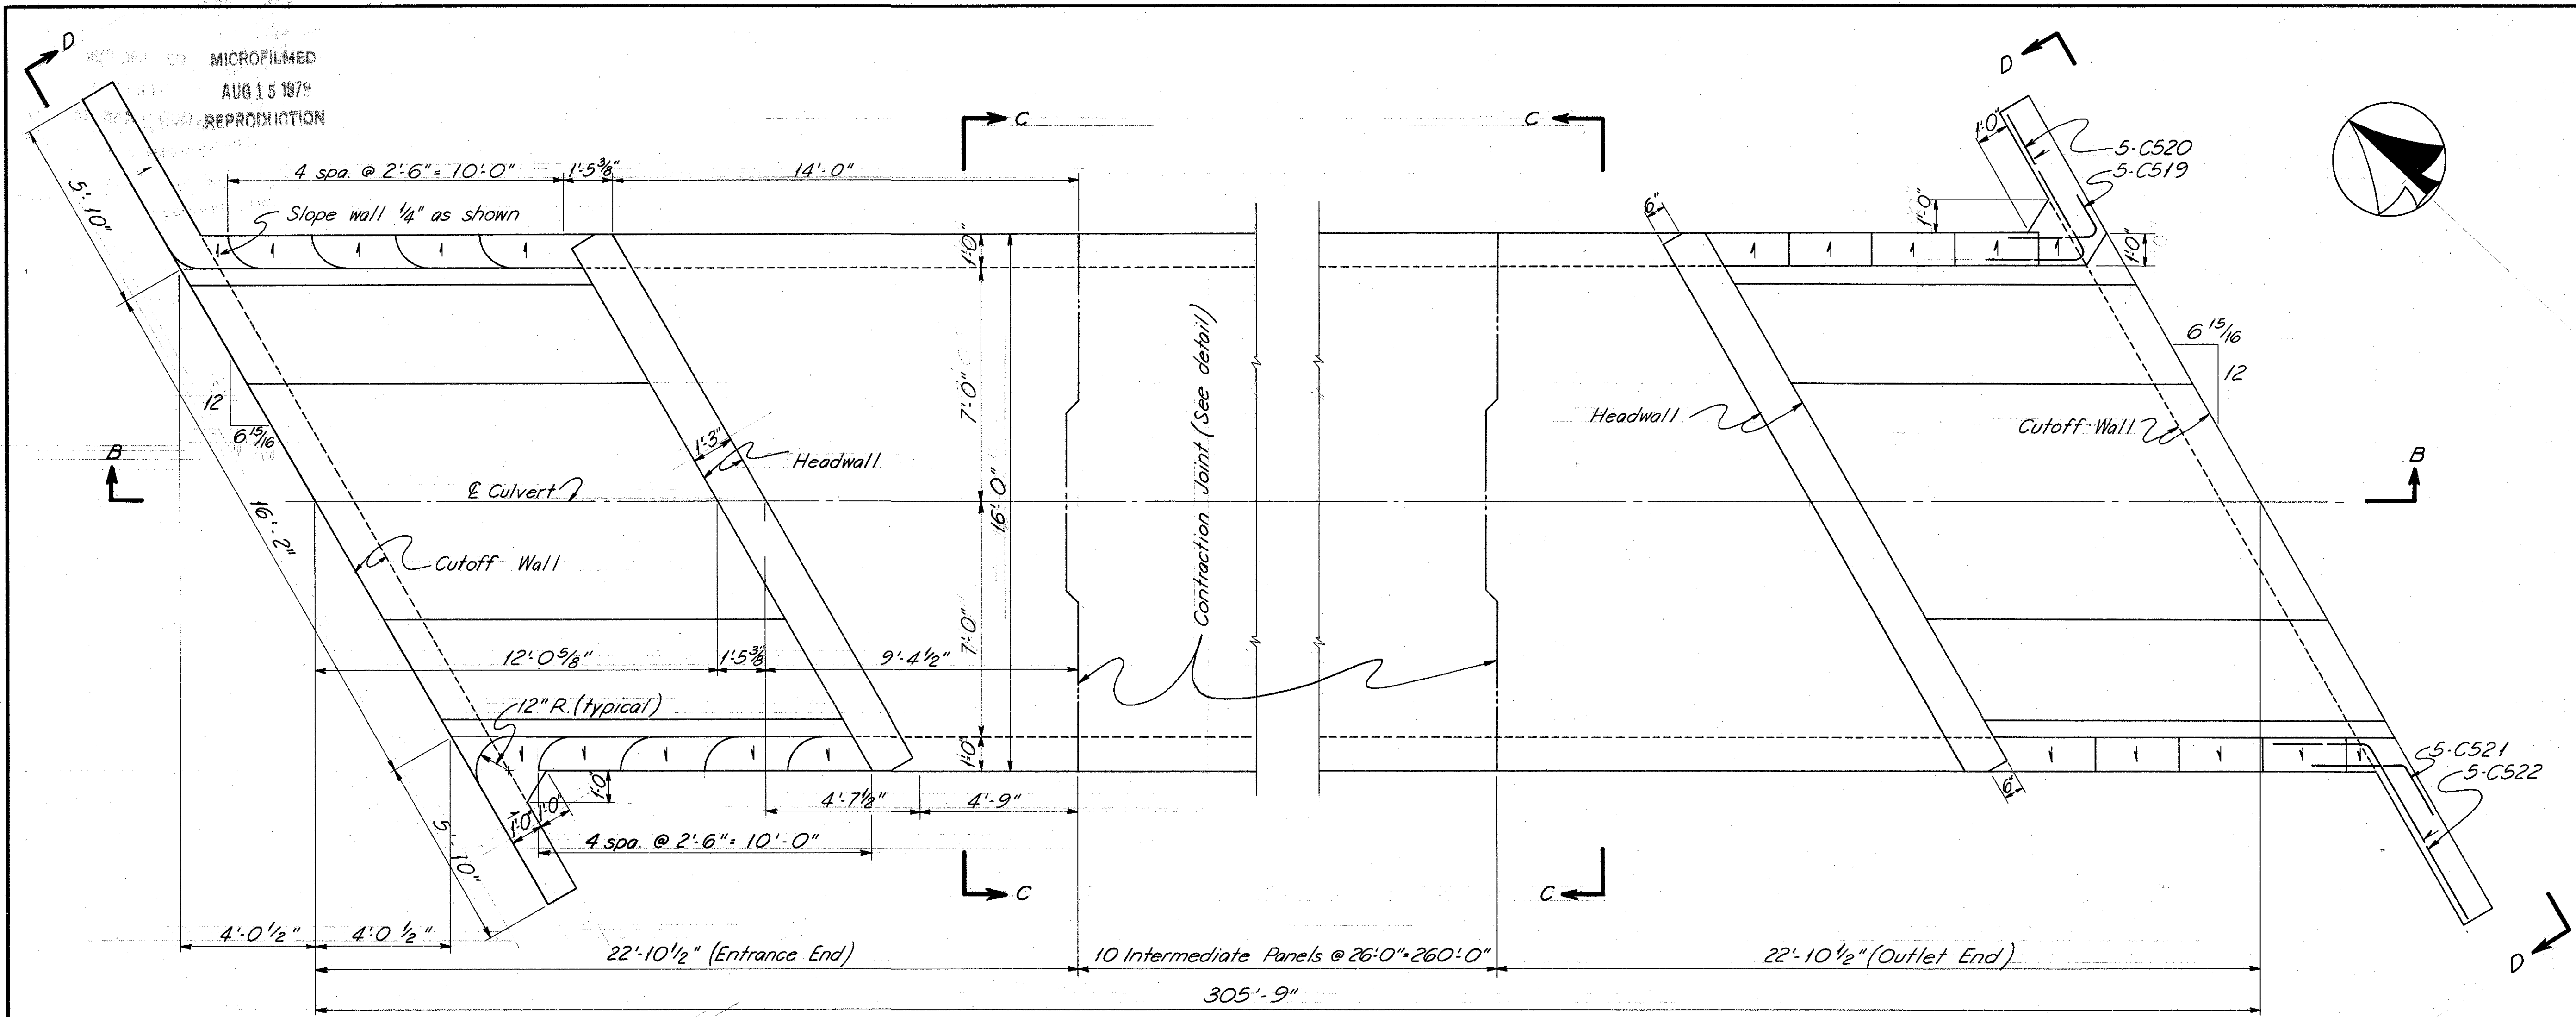 MICROFILMED
AUG 15 1979
REPRODUCTION
D
D
C
C
5'-10"
4 spa. @ 2'-6" = 10'-0"
1'-5 3/8"
14'-0"
Slope wall 1/4" as shown
6"
1'-0"
1'-0"
5-C520
5-C519
1'-0"
1'-0"
12
6 15/16
7'-0"
16'-0"
Contraction Joint (See detail)
6 15/16
12
1'-3"
Headwall
Headwall
Cutoff Wall
B
B
℄ Culvert
16'-2"
Cutoff Wall
7'-0"
12'-0 5/8"
1'-5 3/8"
9'-4 1/2"
12" R. (typical)
1'-0"
5-C521
5-C522
6"
1'-0"
1'-0"
1'-0"
4'-7 1/2"
4'-9"
4 spa. @ 2'-6" = 10'-0"
5'-10"
C
C
D
4'-0 1/2"
4'-0 1/2"
22'-10 1/2" (Entrance End)
10 Intermediate Panels @ 26'-0" = 260'-0"
22'-10 1/2" (Outlet End)
305'-9"